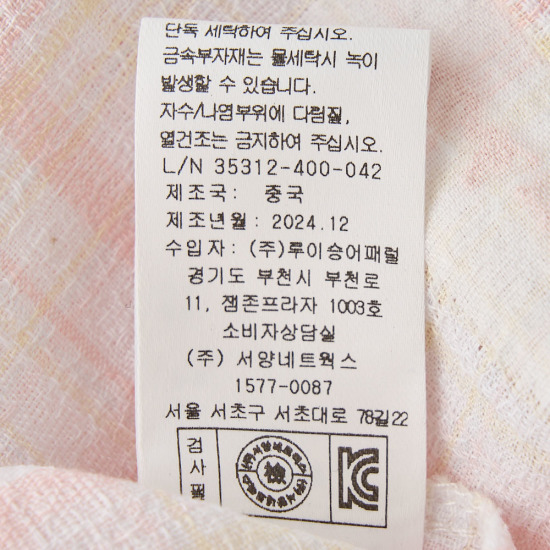 단독 세탁하여 주십시오.
금속부자재는 물세탁시 녹이
발생할 수 있습니다.
자수/나염부위에 다림질,
열건조는 금지하여 주십시오.
L/N 35312-400-042
제조국: 중국
제조년월: 2024.12
수입자: (주)루이승어패럴
경기도 부천시 부천로
11, 잼존프라자 1003호
소비자상담실
(주) 서양네트웍스
1577-0087
서울 서초구 서초대로 78길22
검사필
檢
KC